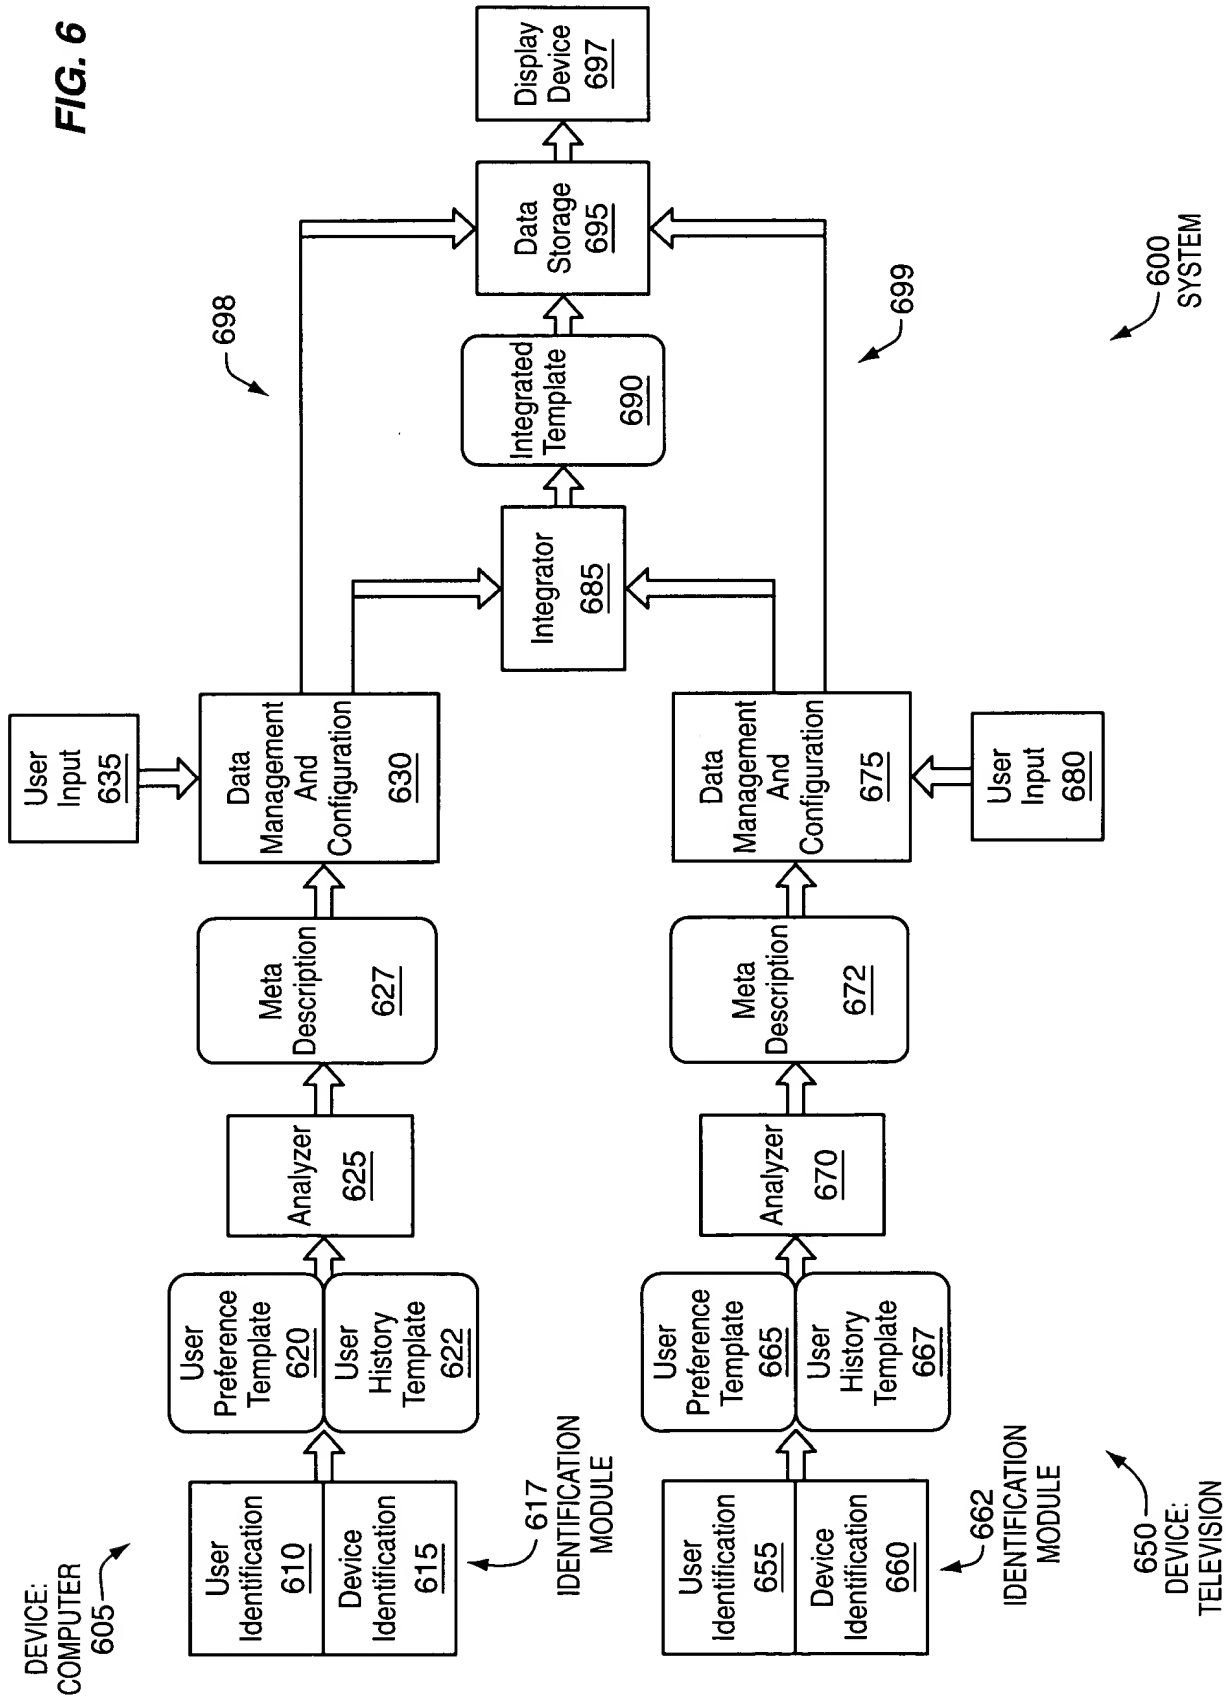 FIG. 6
DEVICE:
COMPUTER
605
User
Identification
610
Device
Identification
615
617
IDENTIFICATION
MODULE
User
Preference
Template
620
User
History
Template
622
Analyzer
625
Meta
Description
627
Data
Management
And
Configuration
630
User
Input
635
698
Integrator
685
Integrated
Template
690
Data
Storage
695
Display
Device
697
User
Identification
655
Device
Identification
660
662
IDENTIFICATION
MODULE
User
Preference
Template
665
User
History
Template
667
Analyzer
670
Meta
Description
672
Data
Management
And
Configuration
675
User
Input
680
699
650
DEVICE:
TELEVISION
600
SYSTEM